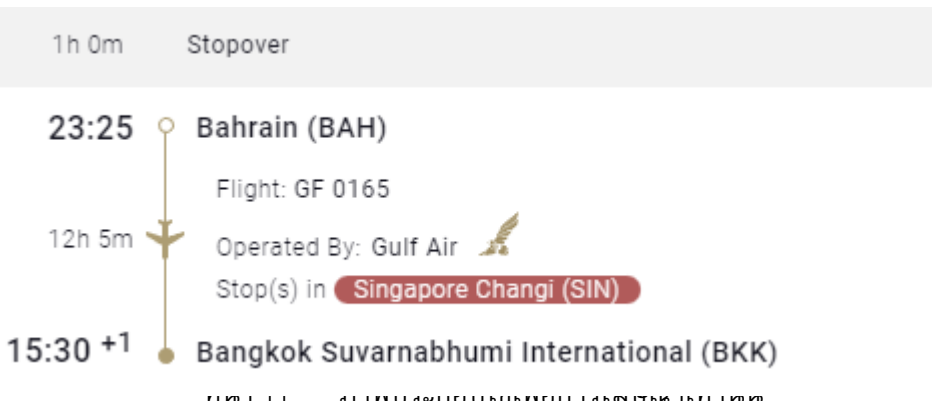 1h 0m Stopover
23:25 Bahrain (BAH)
Flight: GF 0165
12h 5m Operated By: Gulf Air
Stop(s) in Singapore Changi (SIN)
15:30 +1 Bangkok Suvarnabhumi International (BKK)